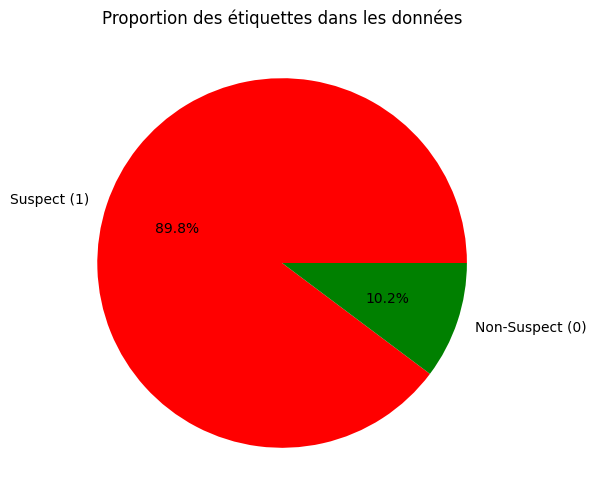 Proportion des étiquettes dans les données
Suspect (1)
89.8%
10.2%
Non-Suspect (0)